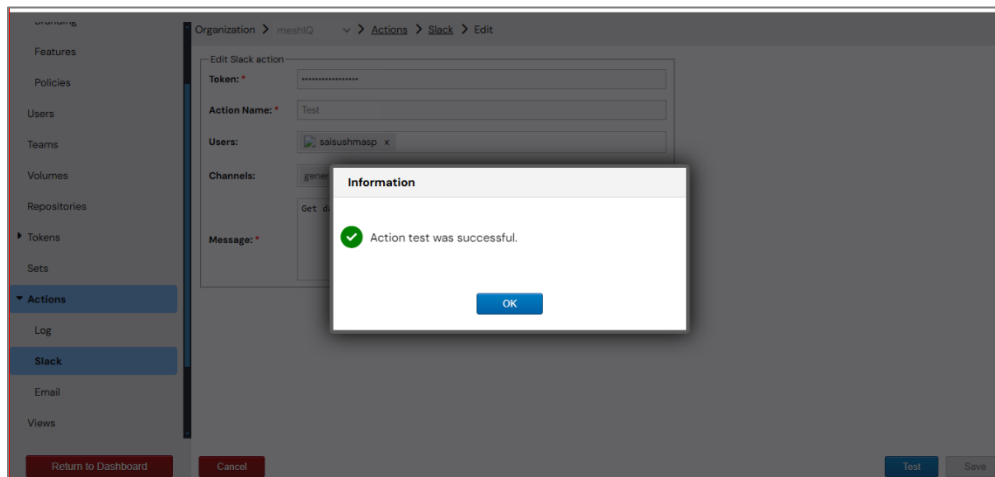 Branding
Organization > meshIQ > Actions > Slack > Edit
Features
Edit Slack action
Policies
Token: *
Users
Action Name: * Test
Teams
Users: saisushmasp x
Volumes
Channels:
Information
Repositories
Tokens
Message: *
Action test was successful.
Sets
Actions
OK
Log
Slack
Email
Views
Return to Dashboard
Cancel
Test
Save